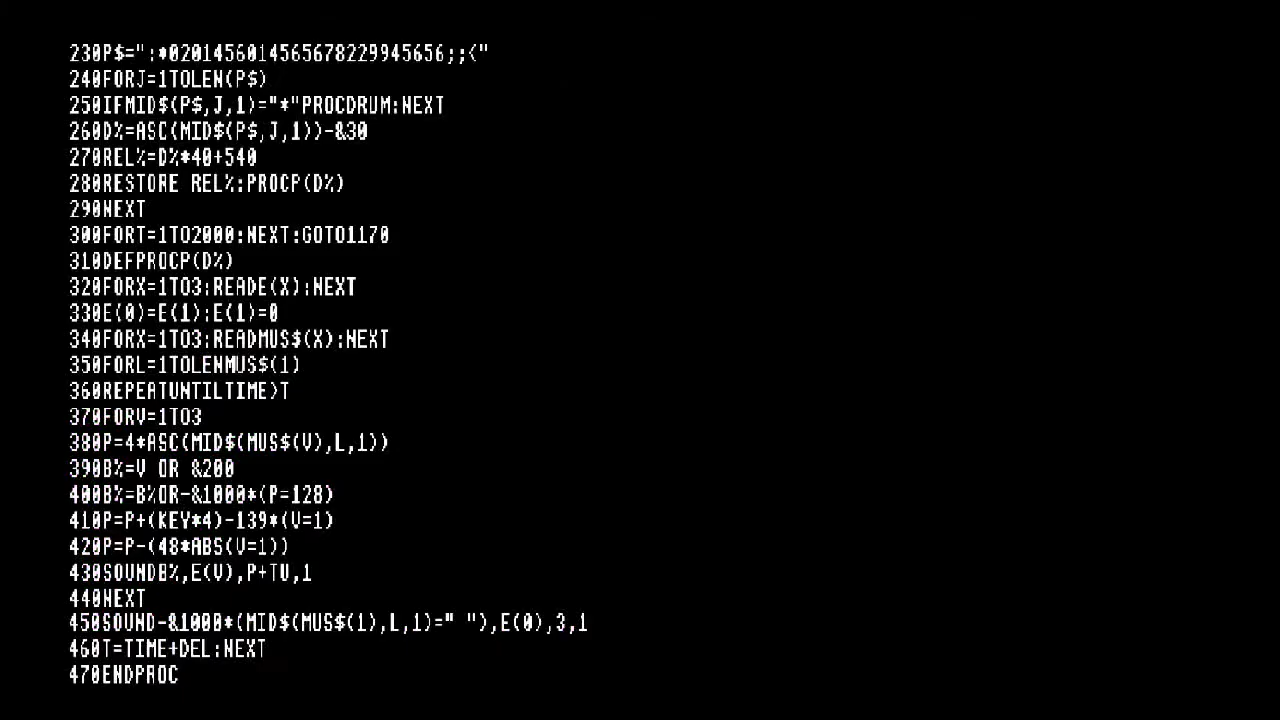 230P$=":*0201456014565678229945656;;<"
240FORJ=1TOLEN(P$)
250IFMID$(P$,J,1)="*"PROCDRUM:NEXT
260D%=ASC(MID$(P$,J,1))-&30
270REL%=D%*40+540
280RESTORE REL%:PROCP(D%)
290NEXT
300FORT=1TO2000:NEXT:GOTO1170
310DEFPROCP(D%)
320FORX=1TO3:READE(X):NEXT
330E(0)=E(1):E(1)=0
340FORX=1TO3:READMUS$(X):NEXT
350FORL=1TOLENMUS$(1)
360REPEATUNTILTIME>T
370FORV=1TO3
380P=4*ASC(MID$(MUS$(V),L,1))
390B%=V OR &200
400B%=B%OR-&1000*(P=128)
410P=P+(KEY*4)-139*(V=1)
420P=P-(48*ABS(V=1))
430SOUNDB%,E(V),P+TU,1
440NEXT
450SOUND-&1000*(MID$(MUS$(1),L,1)=" "),E(0),3,1
460T=TIME+DEL:NEXT
470ENDPROC